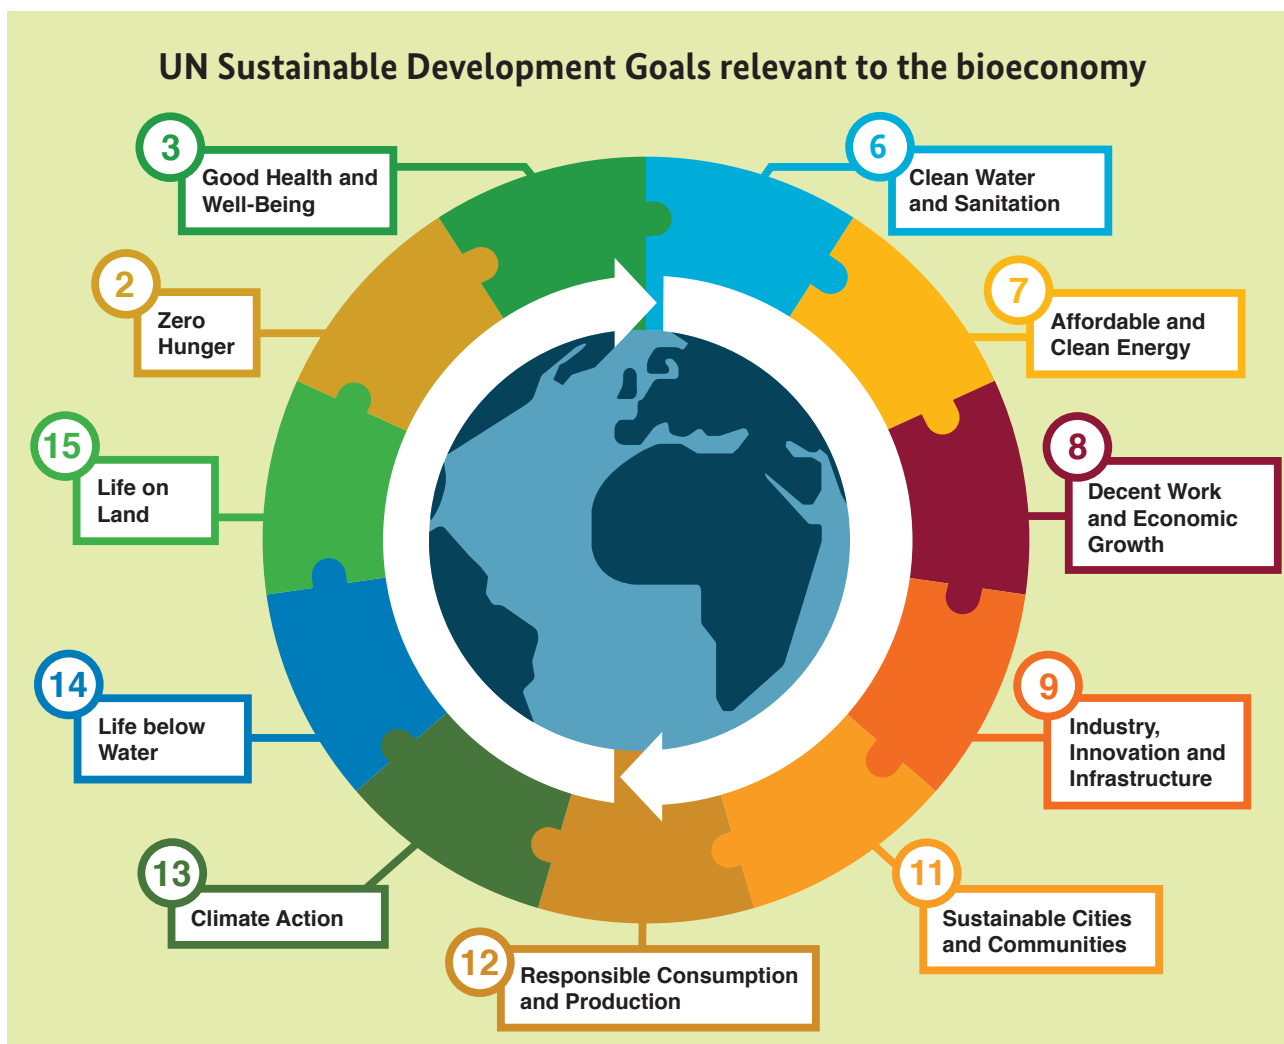 UN Sustainable Development Goals relevant to the bioeconomy
3
Good Health and
Well-Being
6
Clean Water
and Sanitation
2
Zero
Hunger
7
Affordable and
Clean Energy
15
Life on
Land
8
Decent Work
and Economic
Growth
14
Life below
Water
9
Industry,
Innovation and
Infrastructure
13
Climate Action
11
Sustainable Cities
and Communities
12
Responsible Consumption
and Production